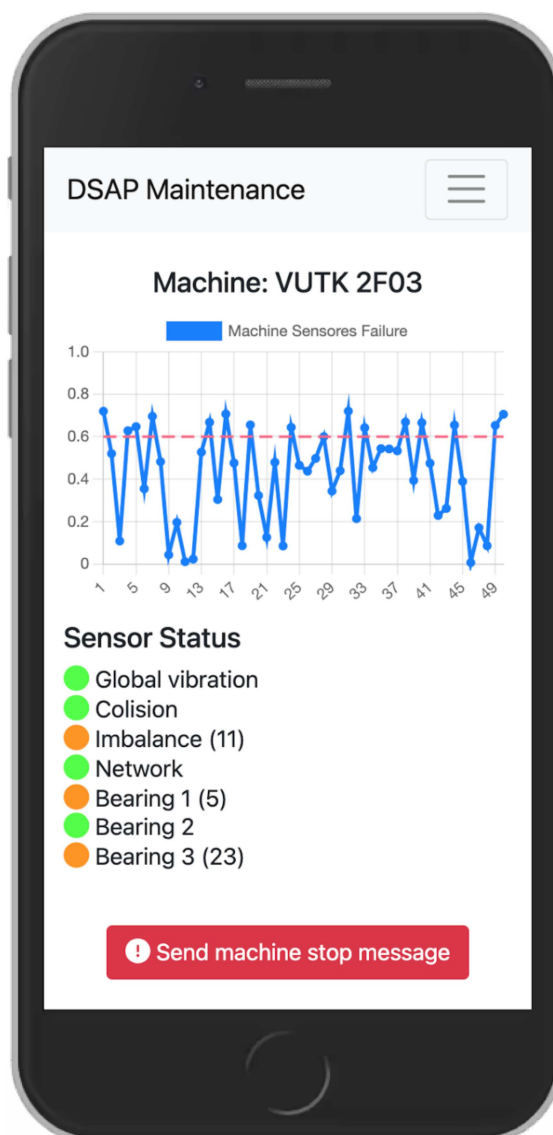 DSAP Maintenance
Machine: VUTK 2F03
Machine Sensores Failure
1.0
0.8
0.6
0.4
0.2
0
1 5 9 13 17 21 25 29 33 37 41 45 49
Sensor Status
Global vibration
Colision
Imbalance (11)
Network
Bearing 1 (5)
Bearing 2
Bearing 3 (23)
Send machine stop message